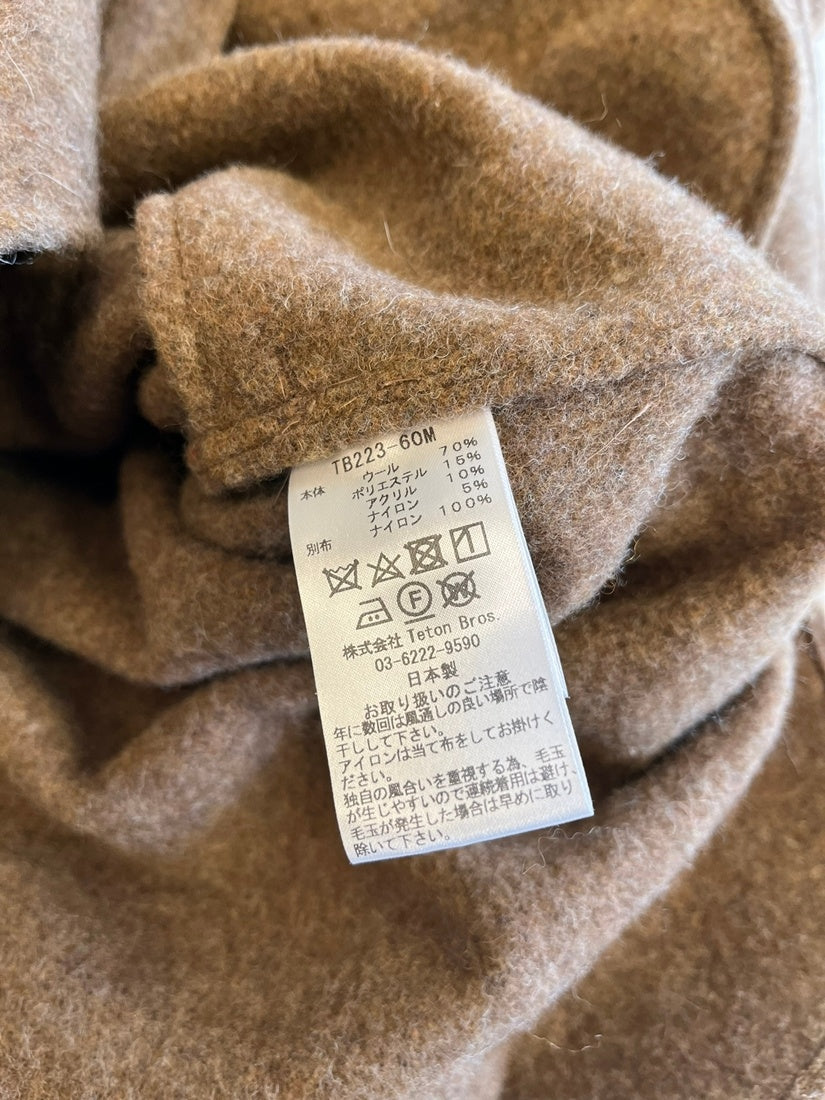 TB223-60M
本体 ウール 70%
ポリエステル 15%
アクリル 10%
ナイロン 5%
別布 ナイロン 100%
F W
株式会社 Teton Bros.
03-6222-9590
日本製
お取り扱いのご注意
年に数回は風通しの良い場所で陰
干しして下さい。
アイロンは当て布をしてお掛けく
ださい。
独自の風合いを重視する為、毛玉
が生じやすいので連続着用は避け、
毛玉が発生した場合は早めに取り
除いて下さい。